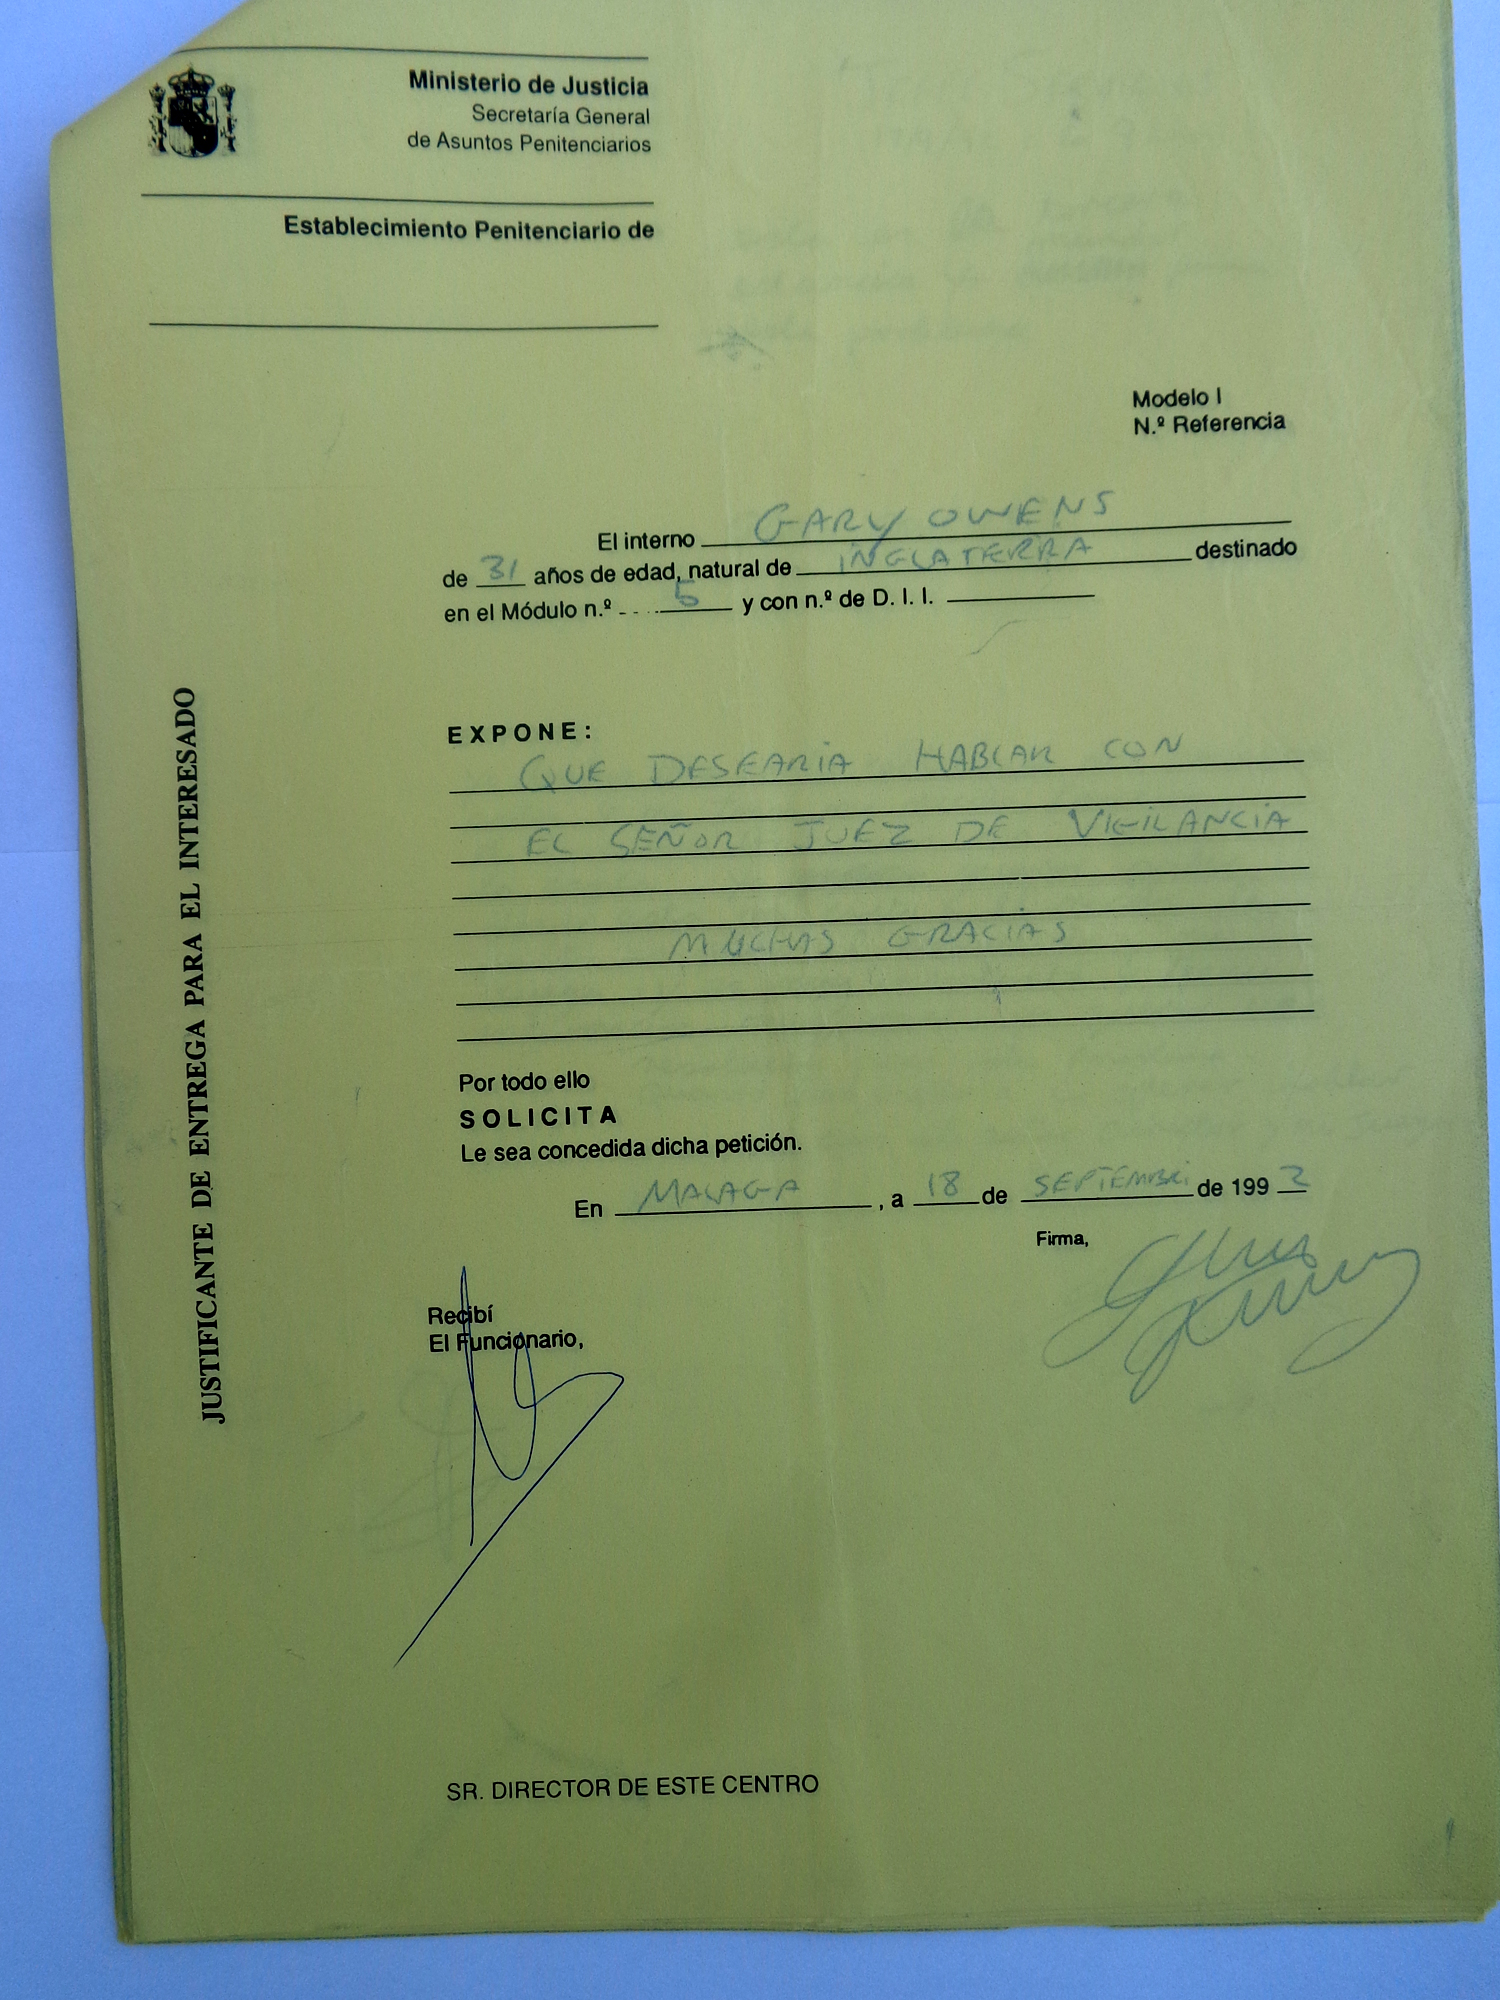 Ministerio de Justicia
Secretaría General
de Asuntos Penitenciarios
Establecimiento Penitenciario de
Modelo I
N.º Referencia
El interno GARY OWENS
de 31 años de edad, natural de INGLATERRA destinado
en el Módulo n.º 5 y con n.º de D. I. I.
EXPONE:
QUE DESEARIA HABLAR CON
EL SEÑOR JUEZ DE VIGILANCIA
MUCHAS GRACIAS
Por todo ello
SOLICITA
Le sea concedida dicha petición.
En MALAGA, a 18 de SEPTEMBRE de 1992
Firma,
Recibí
El Funcionario,
SR. DIRECTOR DE ESTE CENTRO
JUSTIFICANTE DE ENTREGA PARA EL INTERESADO